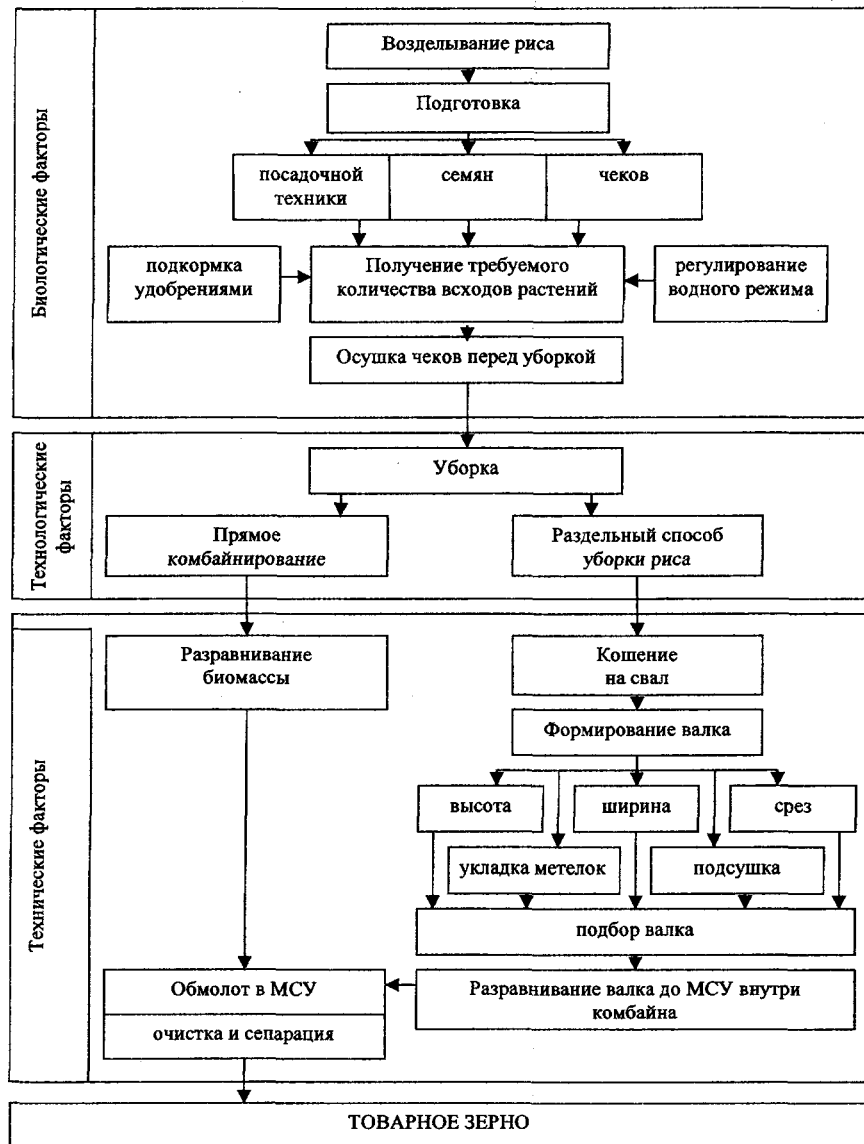 Биологические факторы
Возделывание риса
Подготовка
посадочной
техники
семян
чеков
подкормка
удобрениями
Получение требуемого
количества всходов растений
регулирование
водного режима
Осушка чеков перед уборкой
Технологические
факторы
Уборка
Прямое
комбайнирование
Раздельный способ
уборки риса
Технические факторы
Разравнивание
биомассы
Кошение
на свал
Формирование валка
высота
ширина
срез
укладка метелок
подсушка
подбор валка
Обмолот в МСУ
очистка и сепарация
Разравнивание валка до МСУ внутри
комбайна
ТОВАРНОЕ ЗЕРНО